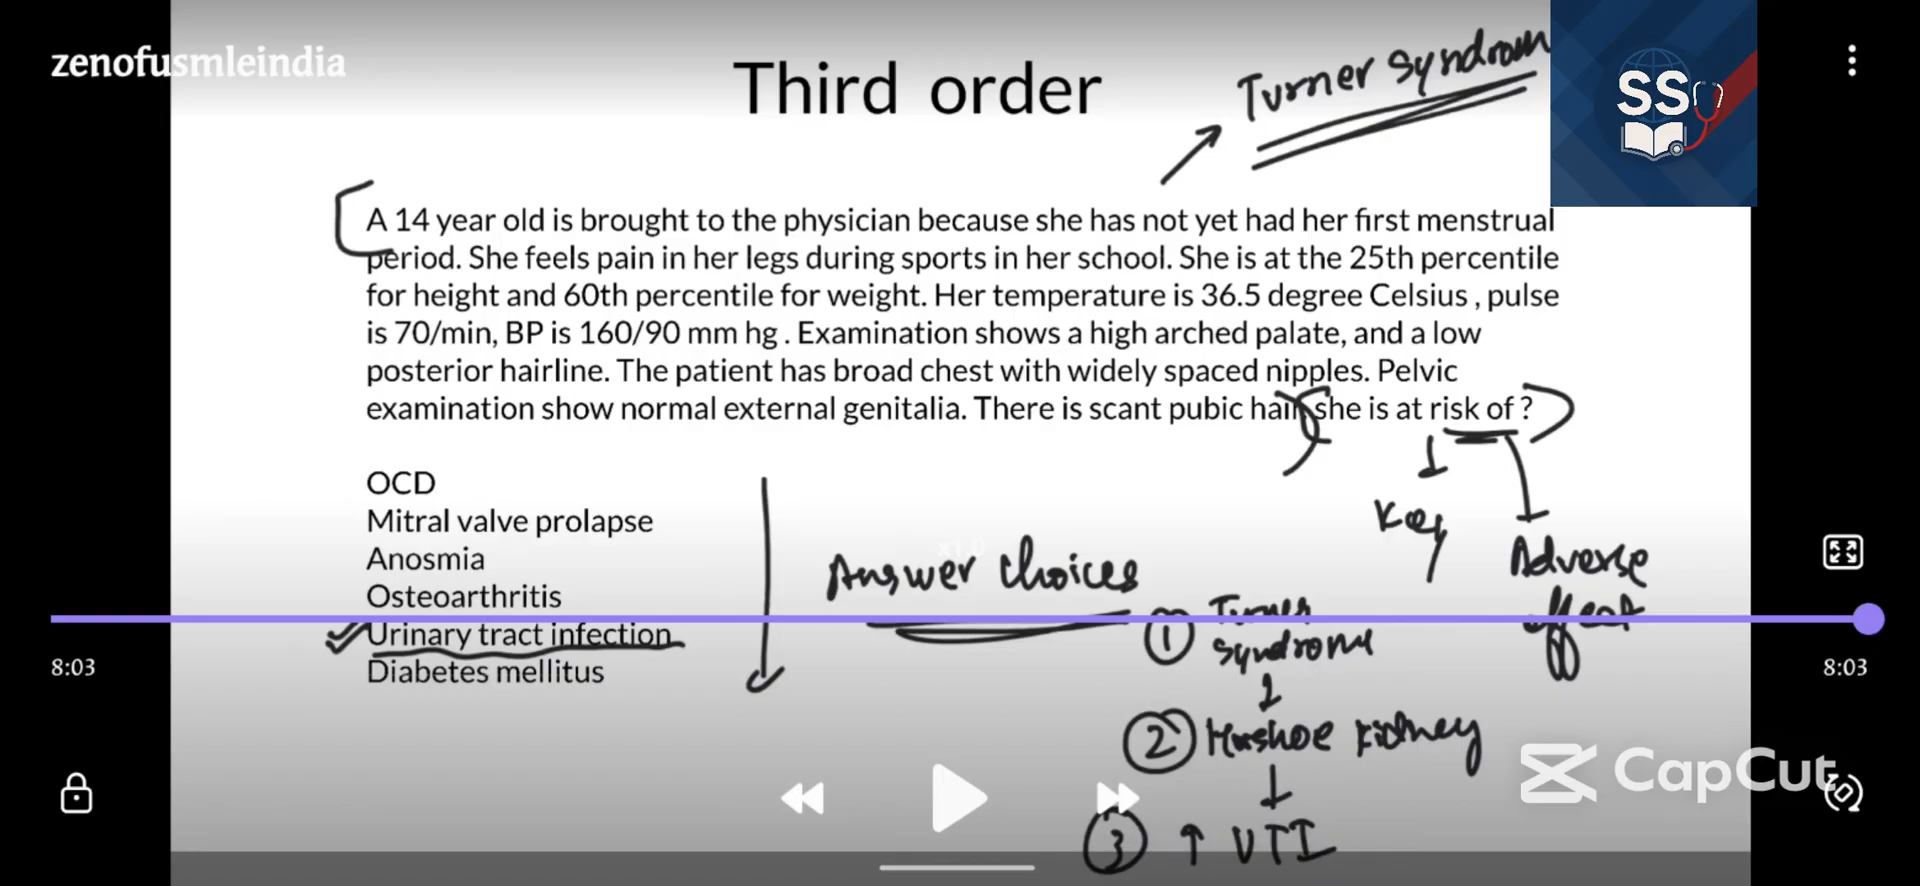 zenofusmleindia
Third order
Turner Syndrom
SS
A 14 year old is brought to the physician because she has not yet had her first menstrual
period. She feels pain in her legs during sports in her school. She is at the 25th percentile
for height and 60th percentile for weight. Her temperature is 36.5 degree Celsius , pulse
is 70/min, BP is 160/90 mm hg . Examination shows a high arched palate, and a low
posterior hairline. The patient has broad chest with widely spaced nipples. Pelvic
examination show normal external genitalia. There is scant pubic hair she is at risk of ?
Key
Adverse
effect
OCD
Mitral valve prolapse
Anosmia
Osteoarthritis
Urinary tract infection
Diabetes mellitus
Answer choices
x1.0
1 Turner
syndrome
2 kidney
3 ↑ UTI
8:03
8:03
CapCut